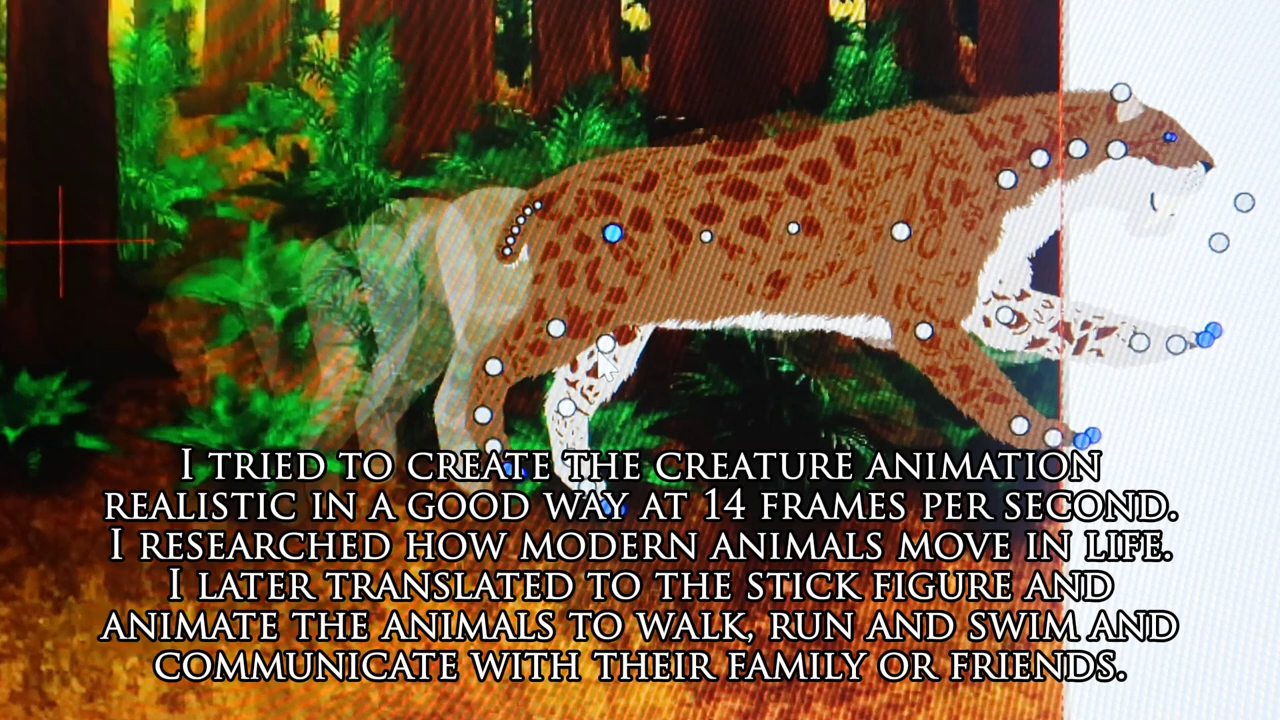 I TRIED TO CREATE THE CREATURE ANIMATION
REALISTIC IN A GOOD WAY AT 14 FRAMES PER SECOND.
I RESEARCHED HOW MODERN ANIMALS MOVE IN LIFE.
I LATER TRANSLATED TO THE STICK FIGURE AND
ANIMATE THE ANIMALS TO WALK, RUN AND SWIM AND
COMMUNICATE WITH THEIR FAMILY OR FRIENDS.